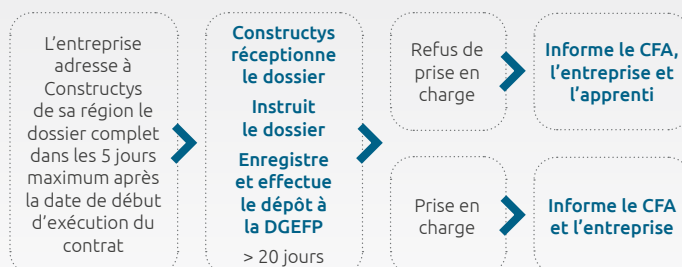 L’entreprise
adresse à
Constructys
de sa région le
dossier complet
dans les 5 jours
maximum après
la date de début
d’exécution du
contrat
Constructys
réceptionne
le dossier
Instruit
le dossier
Enregistre
et effectue
le dépôt à
la DGEFP
> 20 jours
Refus de
prise en
charge
Informe le CFA,
l’entreprise et
l’apprenti
Prise en
charge
Informe le CFA
et l’entreprise